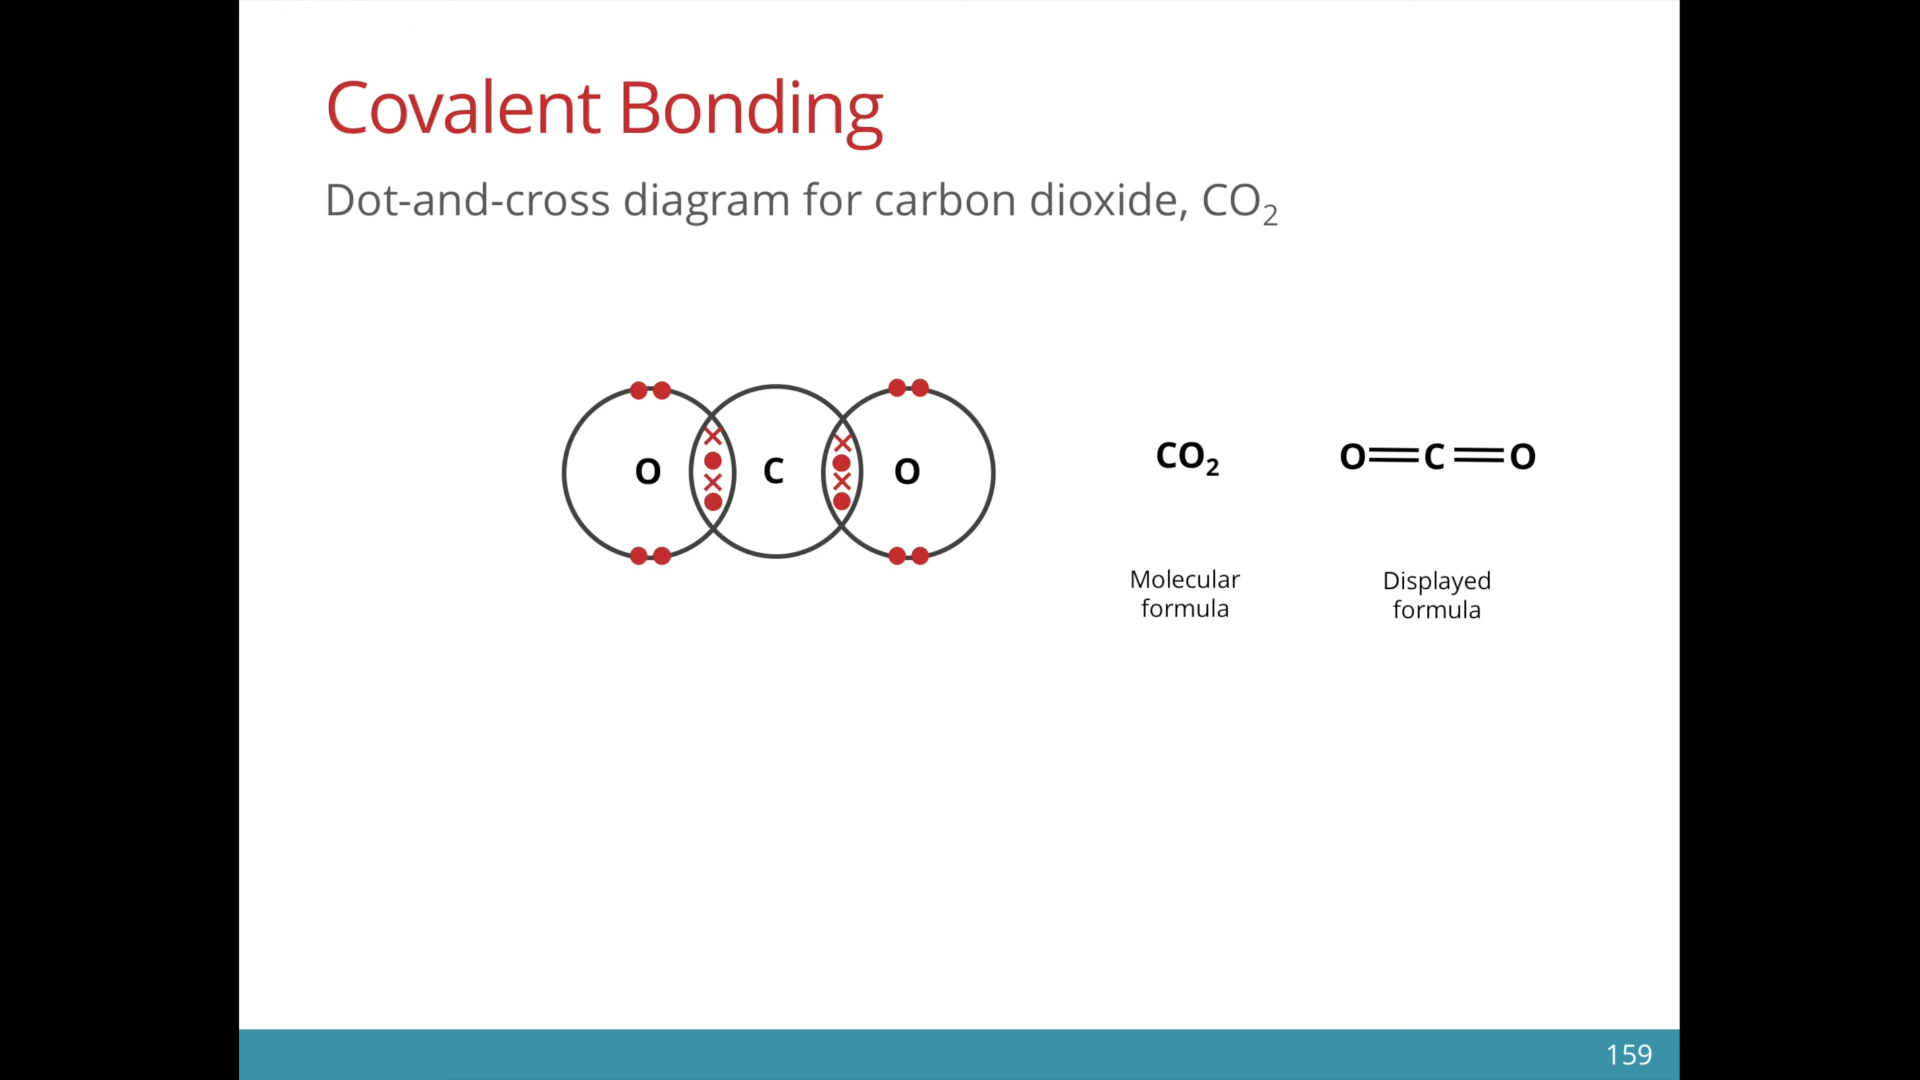 Covalent Bonding
Dot-and-cross diagram for carbon dioxide, CO₂
O C O
CO₂
O=C=O
Molecular
formula
Displayed
formula
159